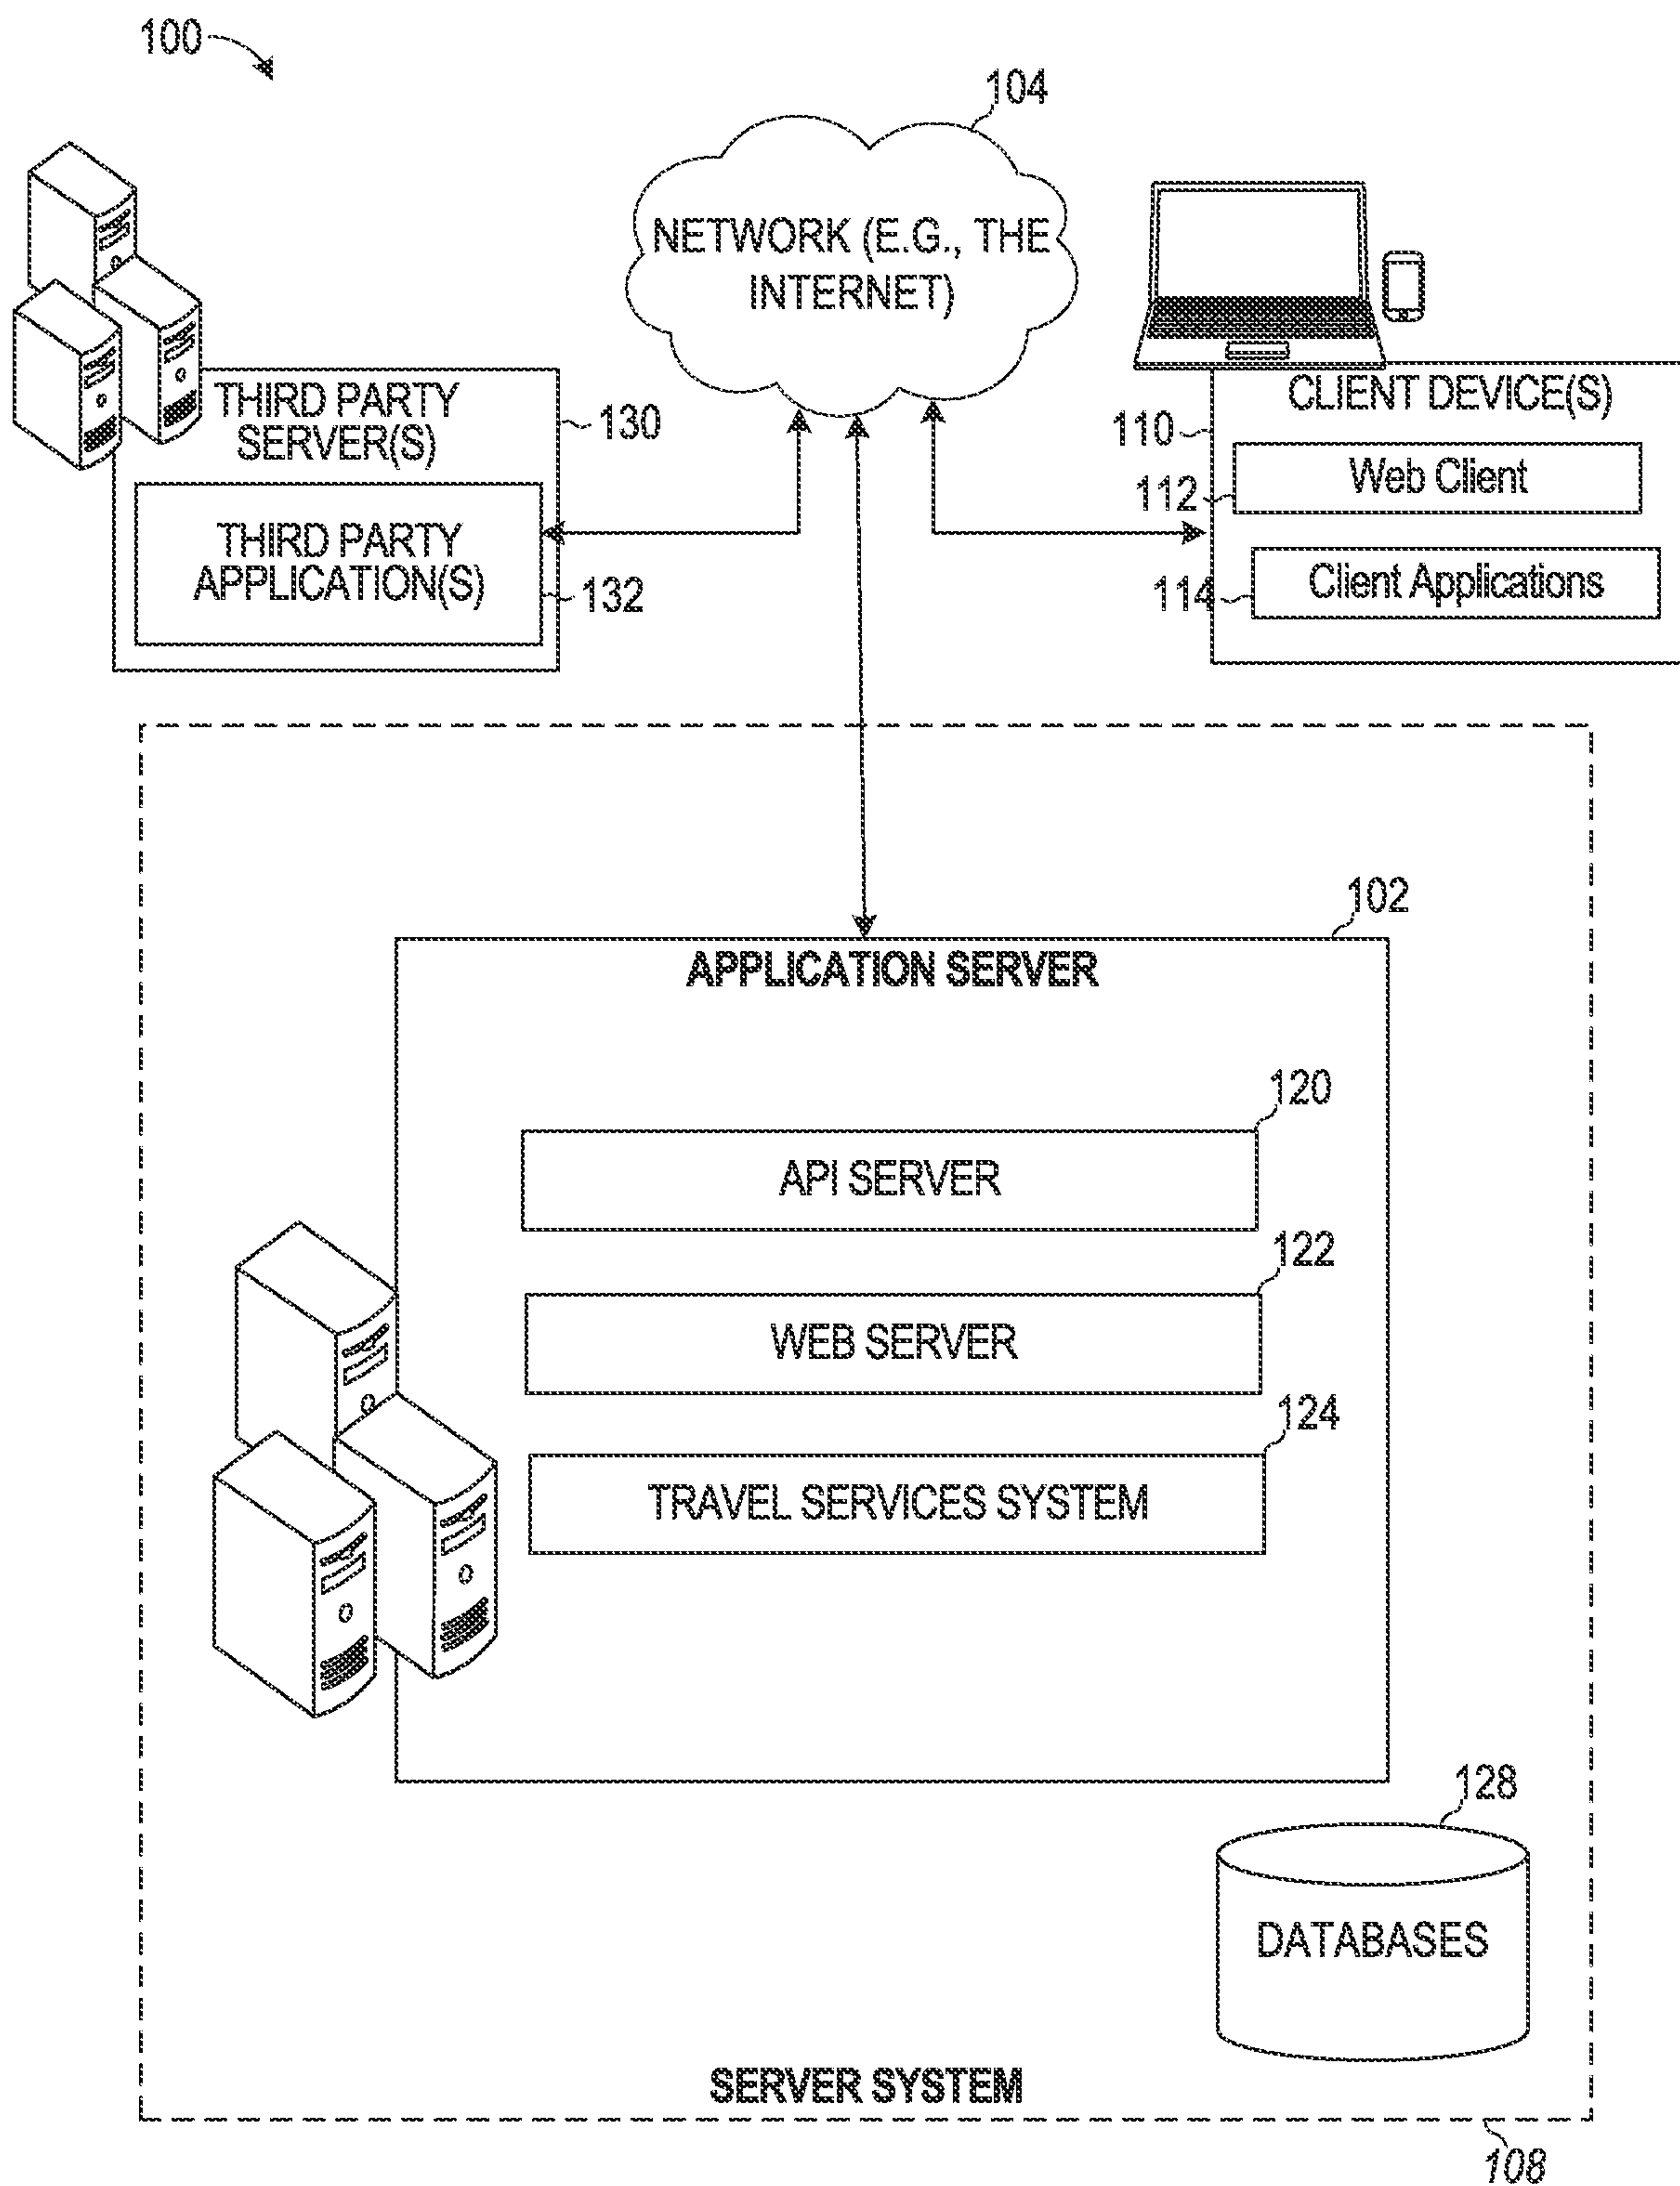 100
104
NETWORK (E.G., THE
INTERNET)
THIRD PARTY
SERVER(S)
130
THIRD PARTY
APPLICATION(S)
132
CLIENT DEVICE(S)
110
Web Client
112
Client Applications
114
102
APPLICATION SERVER
120
API SERVER
122
WEB SERVER
124
TRAVEL SERVICES SYSTEM
128
DATABASES
SERVER SYSTEM
108